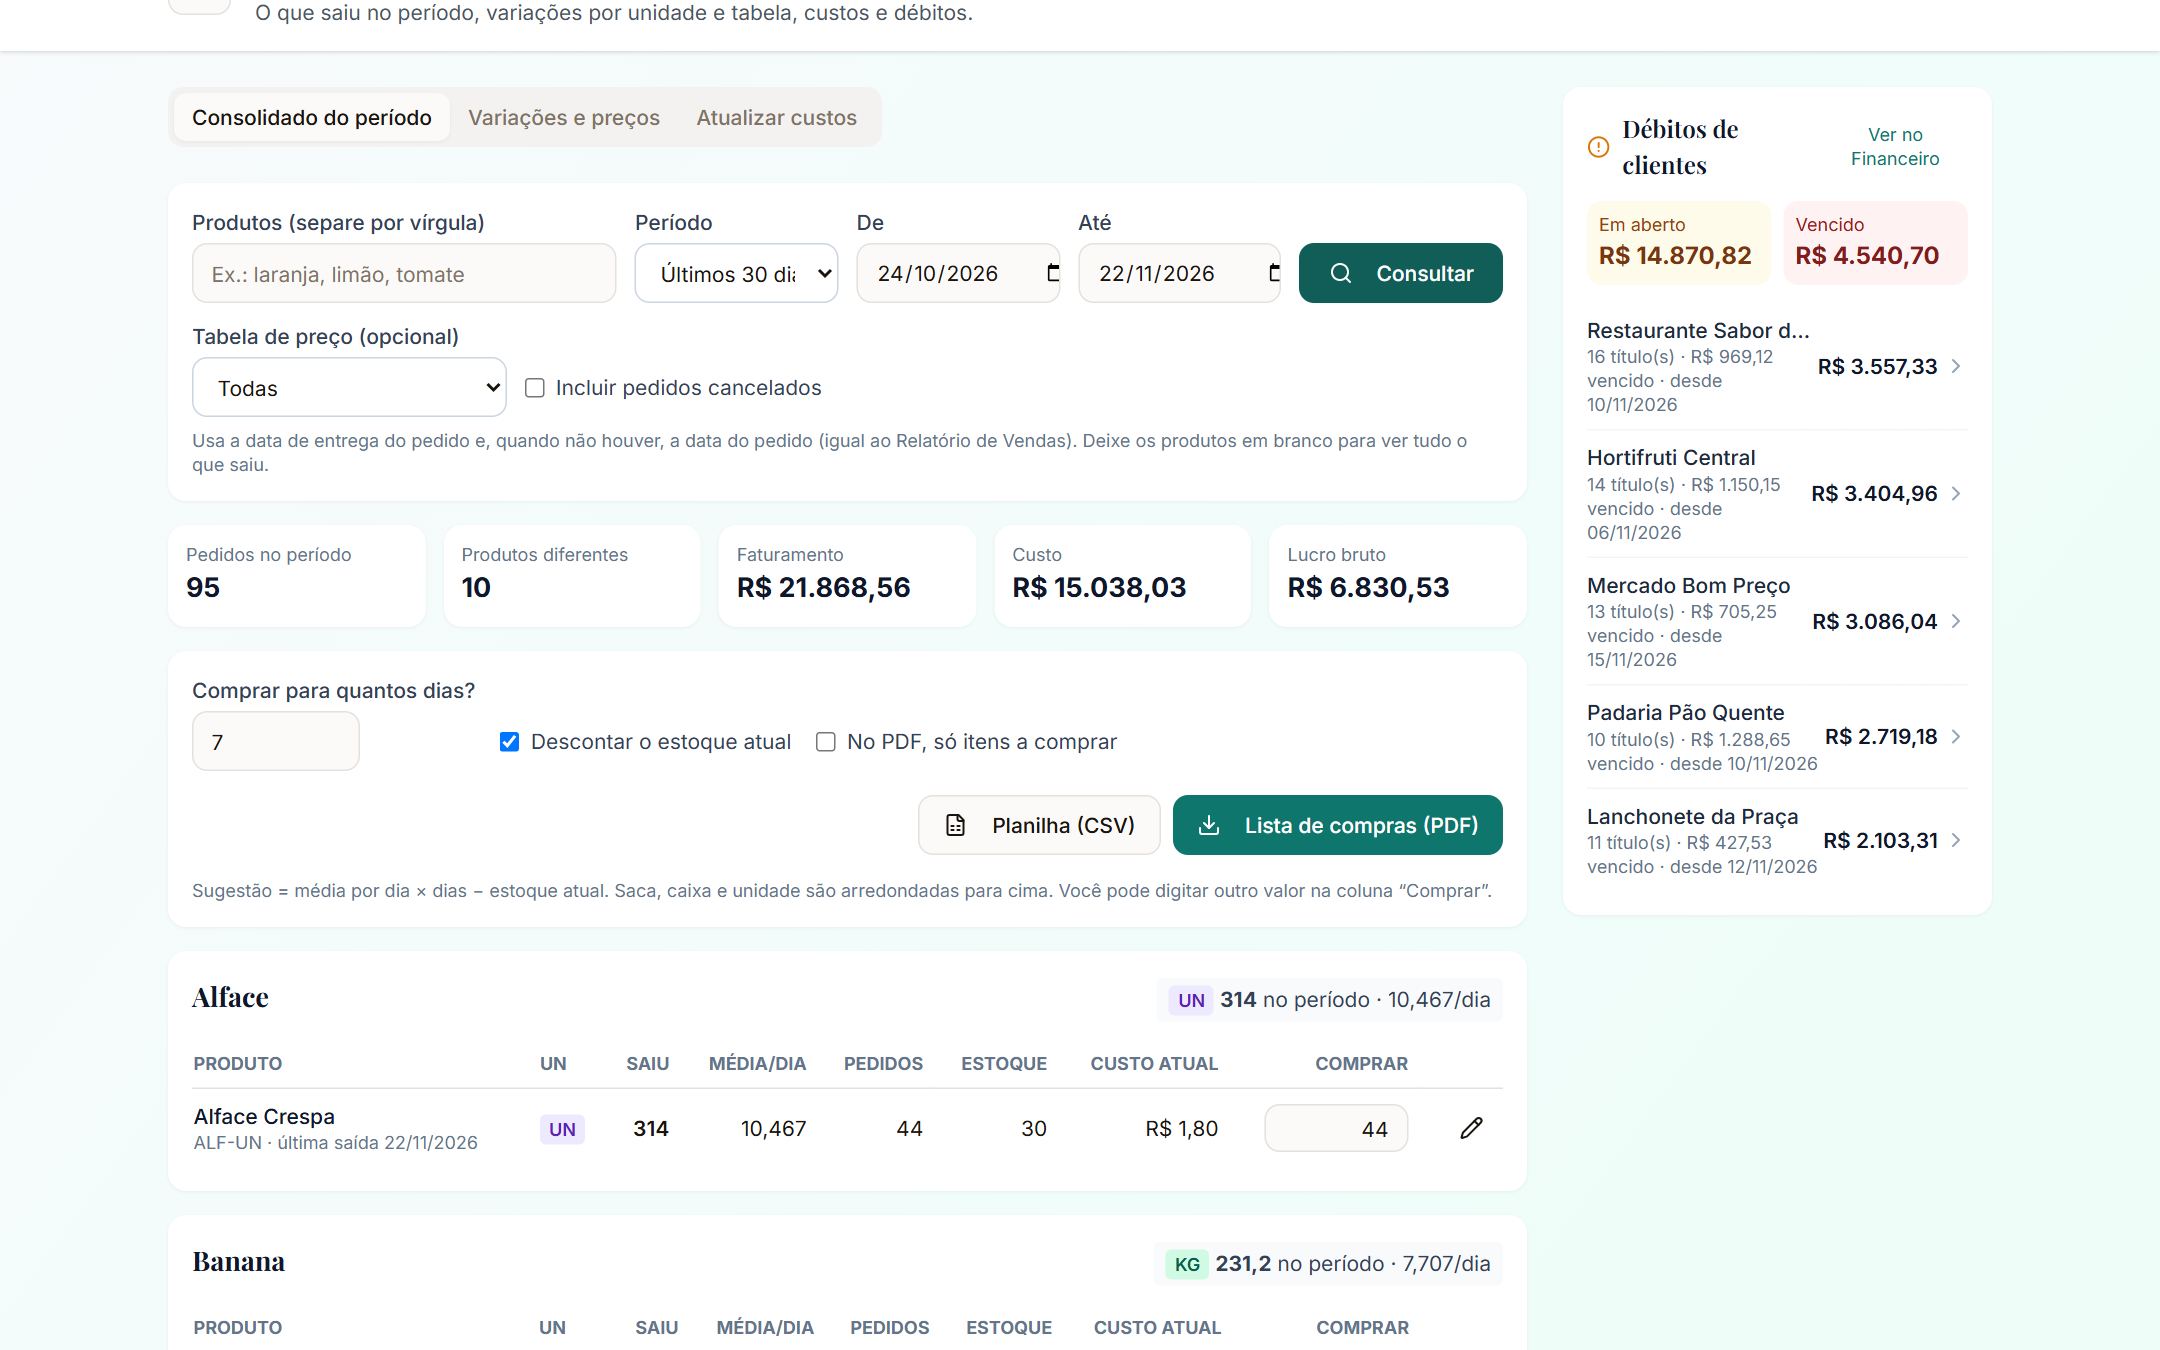 O que saiu no período, variações por unidade e tabela, custos e débitos.
Consolidado do período
Variações e preços
Atualizar custos
Produtos (separe por vírgula)
Período
De
Até
Ex.: laranja, limão, tomate
Últimos 30 dia
24/10/2026
22/11/2026
Consultar
Tabela de preço (opcional)
Todas
Incluir pedidos cancelados
Usa a data de entrega do pedido e, quando não houver, a data do pedido (igual ao Relatório de Vendas). Deixe os produtos em branco para ver tudo o
que saiu.
Pedidos no período
95
Produtos diferentes
10
Faturamento
R$ 21.868,56
Custo
R$ 15.038,03
Lucro bruto
R$ 6.830,53
Comprar para quantos dias?
7
Descontar o estoque atual
No PDF, só itens a comprar
Planilha (CSV)
Lista de compras (PDF)
Sugestão = média por dia × dias − estoque atual. Saca, caixa e unidade são arredondadas para cima. Você pode digitar outro valor na coluna “Comprar”.
Alface
UN 314 no período · 10,467/dia
PRODUTO UN SAIU MÉDIA/DIA PEDIDOS ESTOQUE CUSTO ATUAL COMPRAR
Alface Crespa
ALF-UN · última saída 22/11/2026
UN 314 10,467 44 30 R$ 1,80 44
Banana
KG 231,2 no período · 7,707/dia
PRODUTO UN SAIU MÉDIA/DIA PEDIDOS ESTOQUE CUSTO ATUAL COMPRAR
Débitos de
clientes
Ver no
Financeiro
Em aberto
R$ 14.870,82
Vencido
R$ 4.540,70
Restaurante Sabor d...
16 título(s) · R$ 969,12
vencido · desde
10/11/2026
R$ 3.557,33
Hortifruti Central
14 título(s) · R$ 1.150,15
vencido · desde
06/11/2026
R$ 3.404,96
Mercado Bom Preço
13 título(s) · R$ 705,25
vencido · desde
15/11/2026
R$ 3.086,04
Padaria Pão Quente
10 título(s) · R$ 1.288,65
vencido · desde 10/11/2026
R$ 2.719,18
Lanchonete da Praça
11 título(s) · R$ 427,53
vencido · desde 12/11/2026
R$ 2.103,31